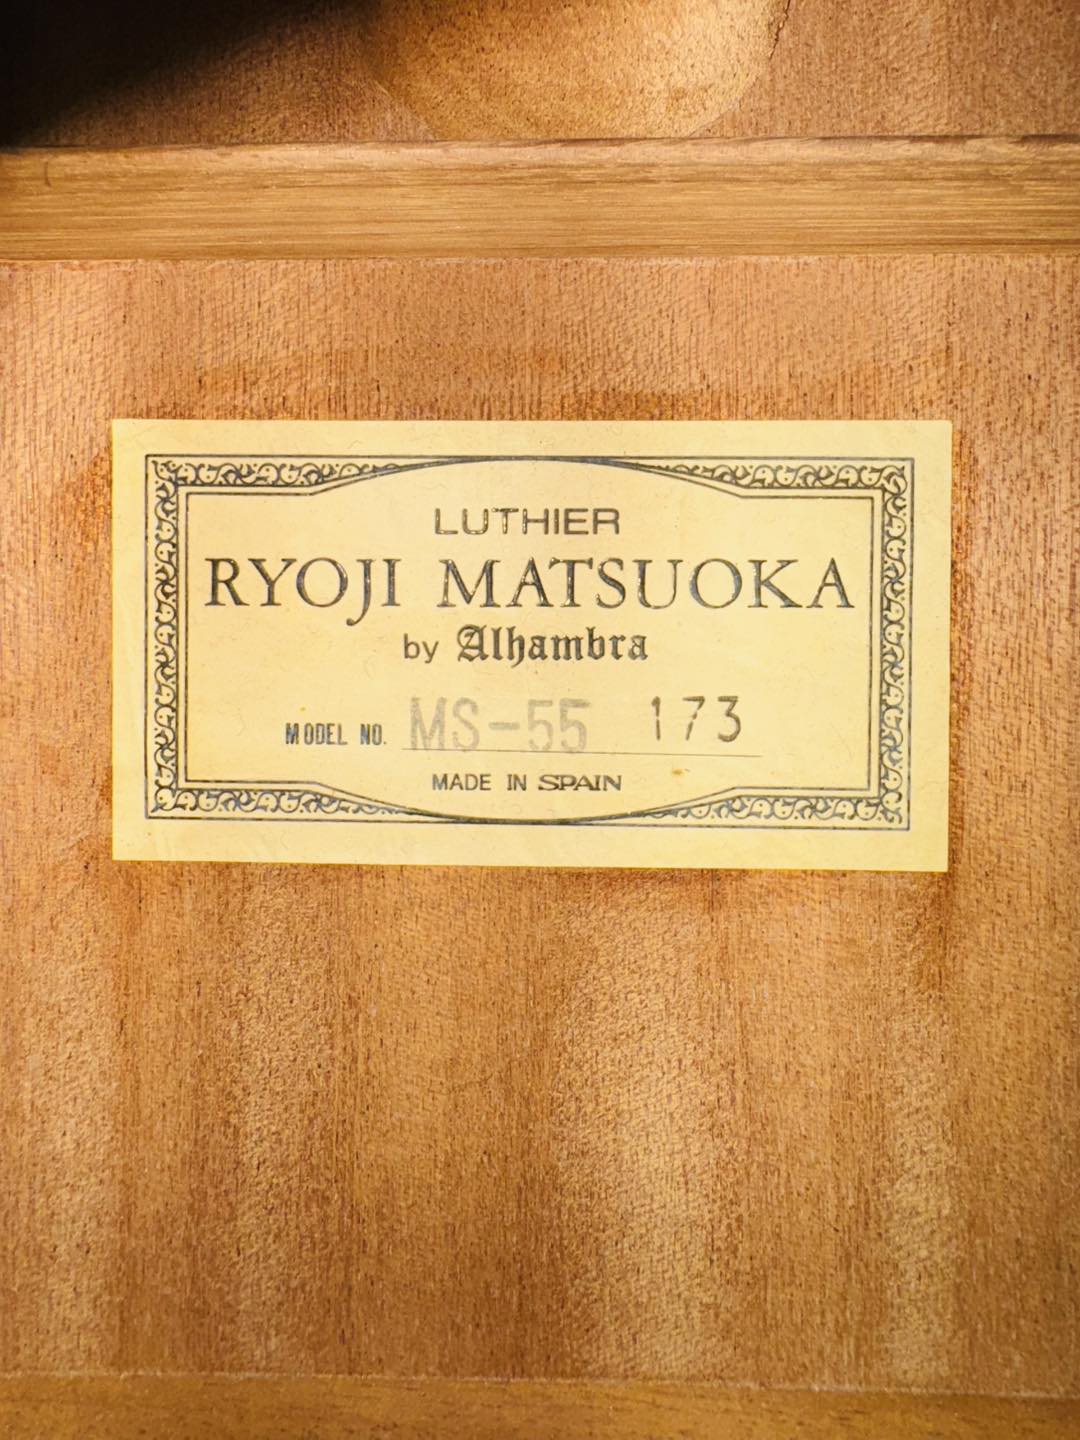 LUTHIER
RYOJI MATSUOKA
by Alhambra
MODEL NO. MS-55 173
MADE IN SPAIN